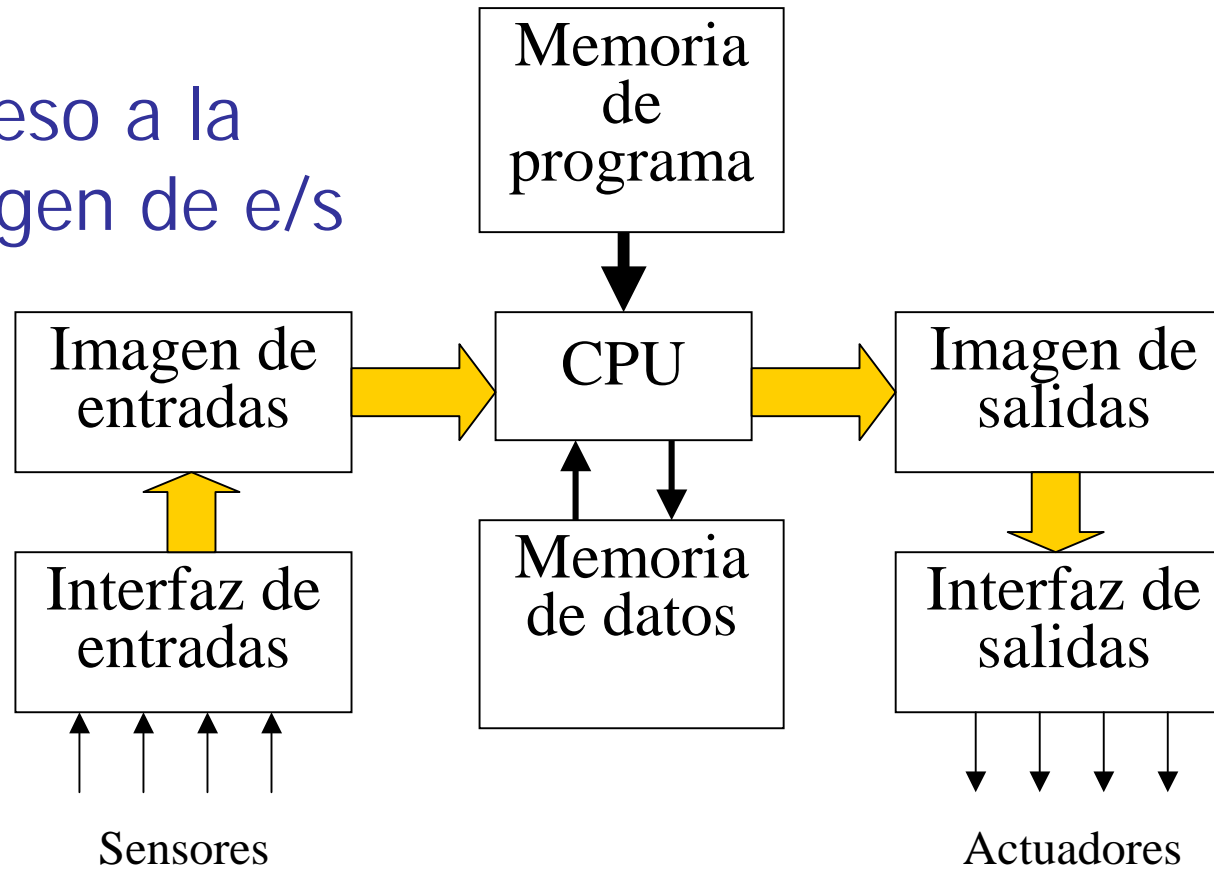 eso a la
gen de e/s
Memoria
de
programa
Imagen de
entradas
CPU
Imagen de
salidas
Interfaz de
entradas
Memoria
de datos
Interfaz de
salidas
Sensores
Actuadores